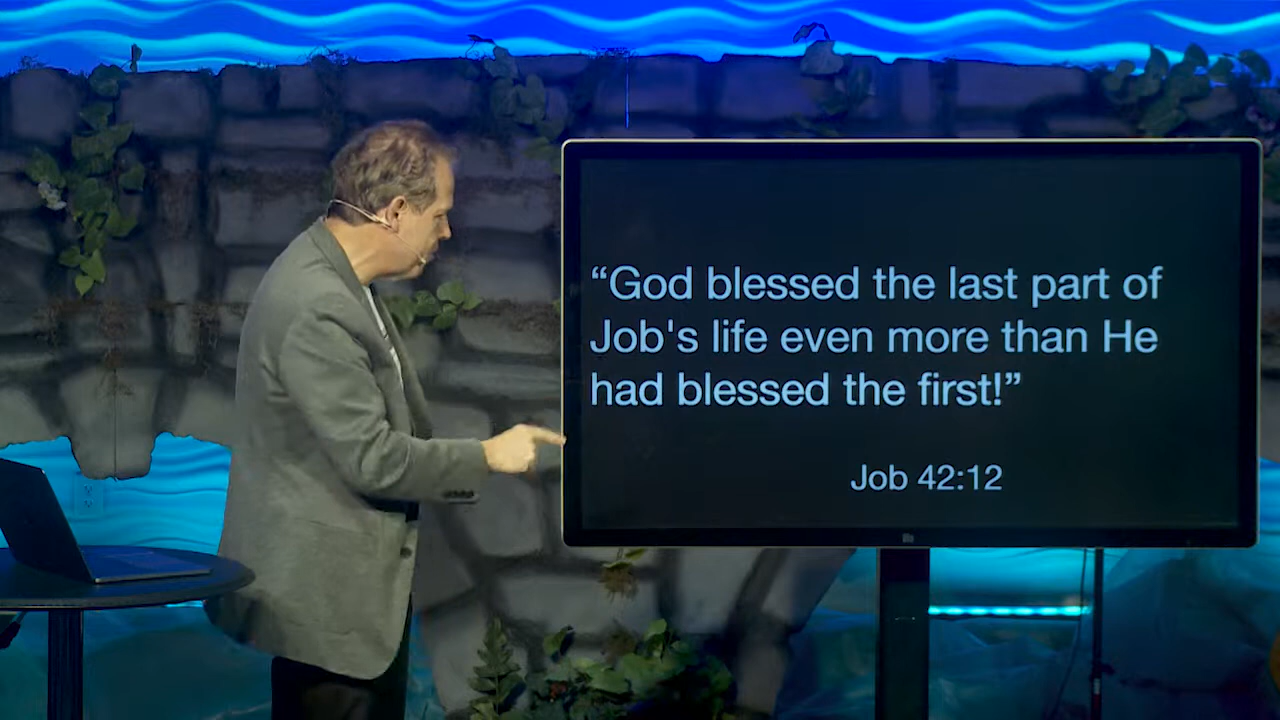 “God blessed the last part of
Job's life even more than He
had blessed the first!”
Job 42:12